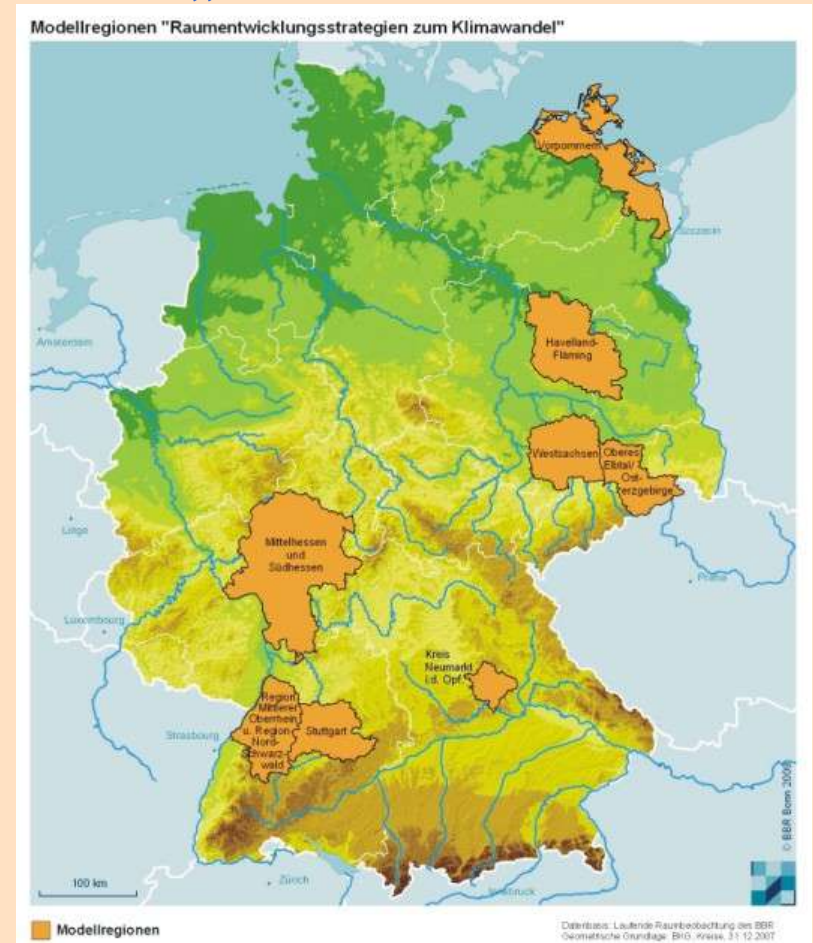 Modellregionen "Raumentwicklungsstrategien zum Klimawandel"
Vorpommern
Szczecin
Amsterdam
Havelland-
Fläming
Westsachsen
Oberes
Elbtal/
Ost-
erzgebirge
Liège
Mittelhessen
und
Südhessen
Praha
Luxembourg
Kreis
Neumarkt
i.d. Opf.
Region
Mittlerer
Oberrhein
u. Region
Nord-
Schwarz-
wald
Stuttgart
Strasbourg
© BBR Bonn 2009
100 km
Zürich
Innsbruck
Modellregionen
Datenbasis: Laufende Raumbeobachtung des BBR
Geometrische Grundlage: BKG, Kreise, 31.12.2007